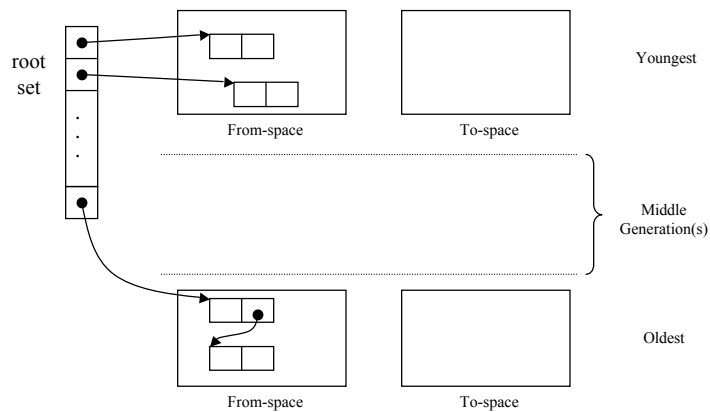 root
set
Youngest
From-space
To-space
Middle
Generation(s)
Oldest
From-space
To-space